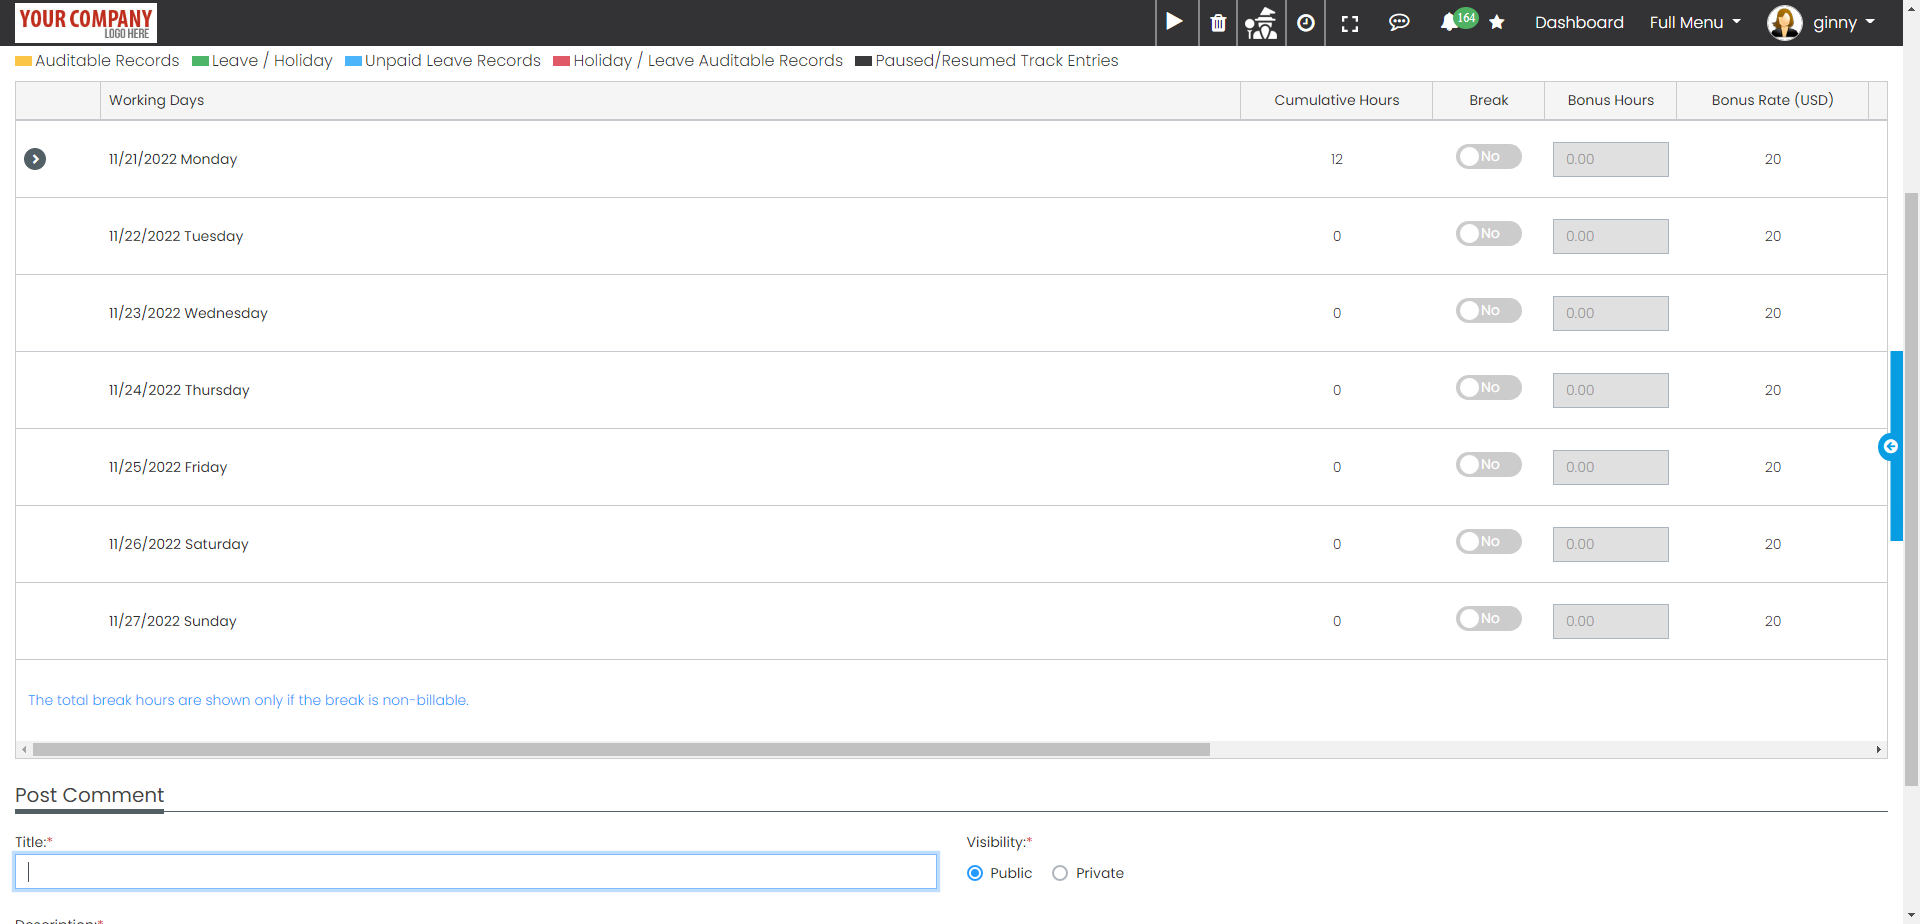 YOUR COMPANY
LOGO HERE
164
Dashboard
Full Menu
ginny
Auditable Records Leave / Holiday Unpaid Leave Records Holiday / Leave Auditable Records Paused/Resumed Track Entries
Working Days Cumulative Hours Break Bonus Hours Bonus Rate (USD)
11/21/2022 Monday 12 No 0.00 20
11/22/2022 Tuesday 0 No 0.00 20
11/23/2022 Wednesday 0 No 0.00 20
11/24/2022 Thursday 0 No 0.00 20
11/25/2022 Friday 0 No 0.00 20
11/26/2022 Saturday 0 No 0.00 20
11/27/2022 Sunday 0 No 0.00 20
The total break hours are shown only if the break is non-billable.
Post Comment
Title:* Visibility:*
Public Private
Description:*